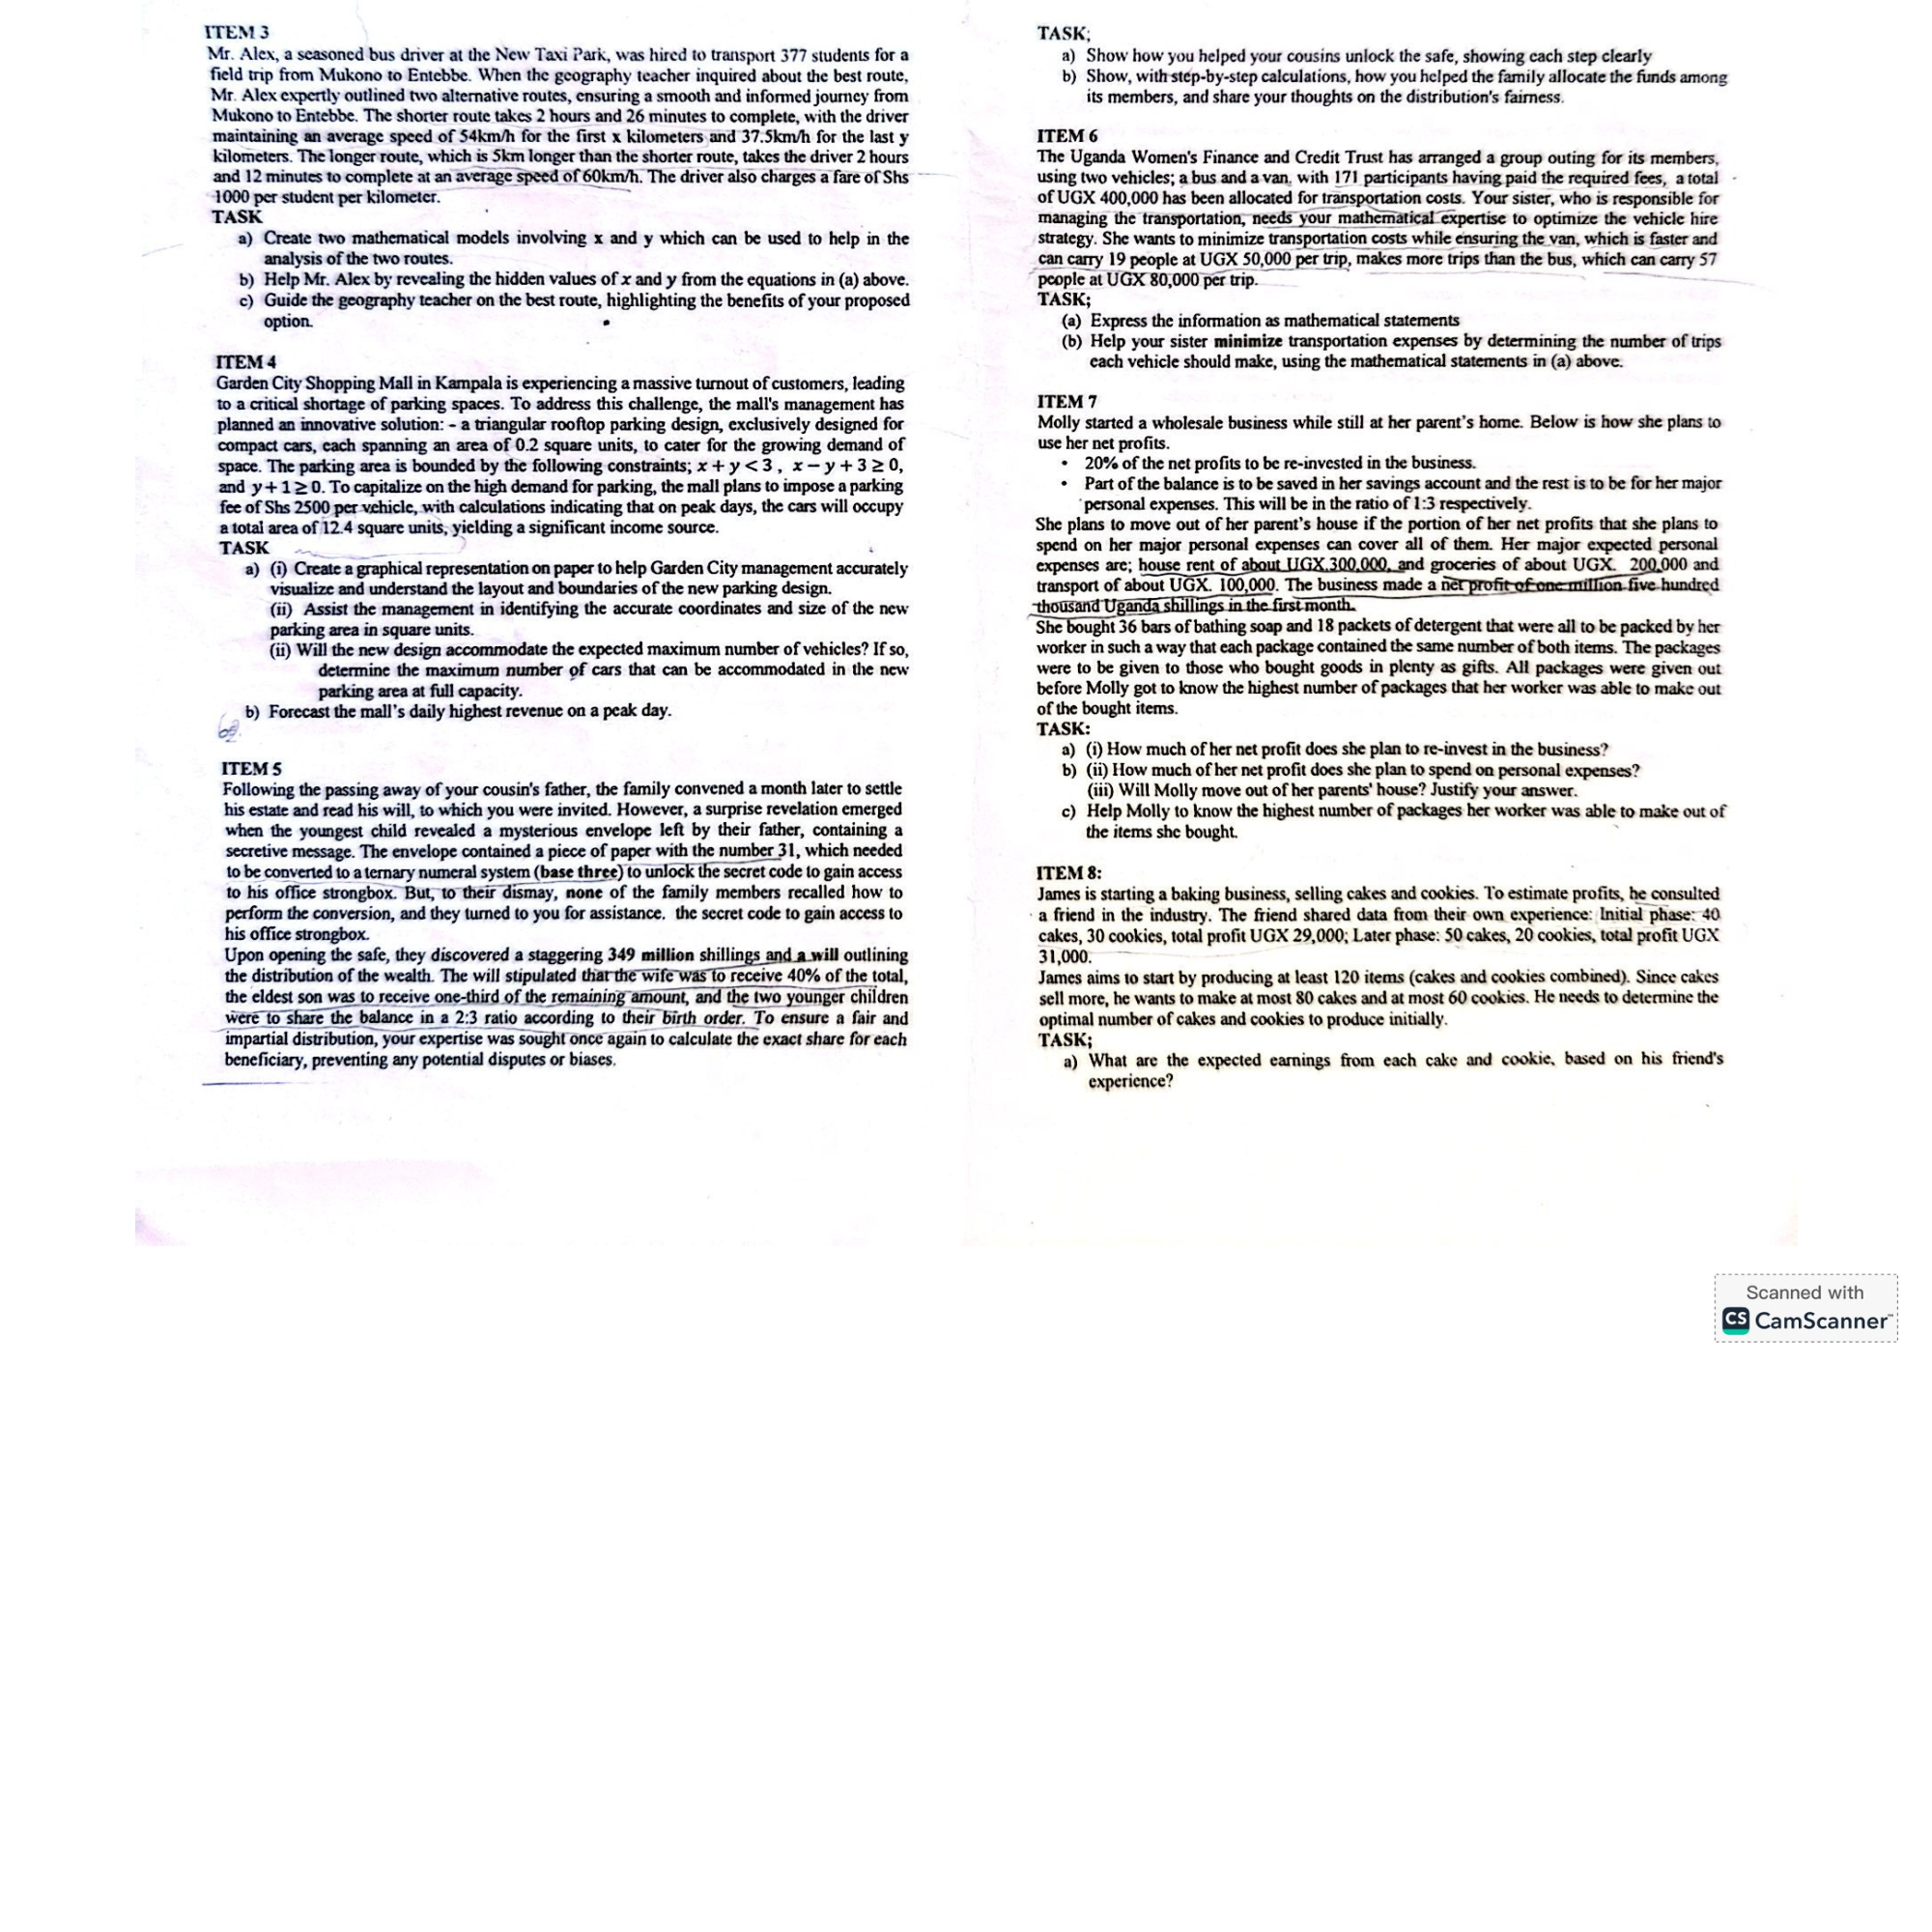 ITEM 3
Mr. Alex, a seasoned bus driver at the New Taxi Park, was hired to transport 377 students for a
field trip from Mukono to Entebbe. When the geography teacher inquired about the best route,
Mr. Alex expertly outlined two alternative routes, ensuring a smooth and informed journey from
Mukono to Entebbe. The shorter route takes 2 hours and 26 minutes to complete, with the driver
maintaining an average speed of 54km/h for the first x kilometers and 37.5km/h for the last y
kilometers. The longer route, which is 5km longer than the shorter route, takes the driver 2 hours
and 12 minutes to complete at an average speed of 60km/h. The driver also charges a fare of Shs
1000 per student per kilometer.
TASK
a) Create two mathematical models involving x and y which can be used to help in the
analysis of the two routes.
b) Help Mr. Alex by revealing the hidden values of x and y from the equations in (a) above.
c) Guide the geography teacher on the best route, highlighting the benefits of your proposed
option.
ITEM 4
Garden City Shopping Mall in Kampala is experiencing a massive turnout of customers, leading
to a critical shortage of parking spaces. To address this challenge, the mall's management has
planned an innovative solution: - a triangular rooftop parking design, exclusively designed for
compact cars, each spanning an area of 0.2 square units, to cater for the growing demand of
space. The parking area is bounded by the following constraints; x + y < 3 , x − y + 3 ≥ 0,
and y + 1 ≥ 0. To capitalize on the high demand for parking, the mall plans to impose a parking
fee of Shs 2500 per vehicle, with calculations indicating that on peak days, the cars will occupy
a total area of 12.4 square units, yielding a significant income source.
TASK
a) (i) Create a graphical representation on paper to help Garden City management accurately
visualize and understand the layout and boundaries of the new parking design.
(ii) Assist the management in identifying the accurate coordinates and size of the new
parking area in square units.
(ii) Will the new design accommodate the expected maximum number of vehicles? If so,
determine the maximum number of cars that can be accommodated in the new
parking area at full capacity.
b) Forecast the mall's daily highest revenue on a peak day.
ITEM 5
Following the passing away of your cousin's father, the family convened a month later to settle
his estate and read his will, to which you were invited. However, a surprise revelation emerged
when the youngest child revealed a mysterious envelope left by their father, containing a
secretive message. The envelope contained a piece of paper with the number 31, which needed
to be converted to a ternary numeral system (base three) to unlock the secret code to gain access
to his office strongbox. But, to their dismay, none of the family members recalled how to
perform the conversion, and they turned to you for assistance. the secret code to gain access to
his office strongbox.
Upon opening the safe, they discovered a staggering 349 million shillings and a will outlining
the distribution of the wealth. The will stipulated that the wife was to receive 40% of the total,
the eldest son was to receive one-third of the remaining amount, and the two younger children
were to share the balance in a 2:3 ratio according to their birth order. To ensure a fair and
impartial distribution, your expertise was sought once again to calculate the exact share for each
beneficiary, preventing any potential disputes or biases.
TASK;
a) Show how you helped your cousins unlock the safe, showing each step clearly
b) Show, with step-by-step calculations, how you helped the family allocate the funds among
its members, and share your thoughts on the distribution's fairness.
ITEM 6
The Uganda Women's Finance and Credit Trust has arranged a group outing for its members,
using two vehicles; a bus and a van, with 171 participants having paid the required fees, a total
of UGX 400,000 has been allocated for transportation costs. Your sister, who is responsible for
managing the transportation, needs your mathematical expertise to optimize the vehicle hire
strategy. She wants to minimize transportation costs while ensuring the van, which is faster and
can carry 19 people at UGX 50,000 per trip, makes more trips than the bus, which can carry 57
people at UGX 80,000 per trip.
TASK;
(a) Express the information as mathematical statements
(b) Help your sister minimize transportation expenses by determining the number of trips
each vehicle should make, using the mathematical statements in (a) above.
ITEM 7
Molly started a wholesale business while still at her parent's home. Below is how she plans to
use her net profits.
• 20% of the net profits to be re-invested in the business.
• Part of the balance is to be saved in her savings account and the rest is to be for her major
personal expenses. This will be in the ratio of 1:3 respectively.
She plans to move out of her parent's house if the portion of her net profits that she plans to
spend on her major personal expenses can cover all of them. Her major expected personal
expenses are; house rent of about UGX.300,000, and groceries of about UGX. 200,000 and
transport of about UGX. 100,000. The business made a net profit of one million five hundred
thousand Uganda shillings in the first month.
She bought 36 bars of bathing soap and 18 packets of detergent that were all to be packed by her
worker in such a way that each package contained the same number of both items. The packages
were to be given to those who bought goods in plenty as gifts. All packages were given out
before Molly got to know the highest number of packages that her worker was able to make out
of the bought items.
TASK:
a) (i) How much of her net profit does she plan to re-invest in the business?
b) (ii) How much of her net profit does she plan to spend on personal expenses?
(iii) Will Molly move out of her parents' house? Justify your answer.
c) Help Molly to know the highest number of packages her worker was able to make out of
the items she bought.
ITEM 8:
James is starting a baking business, selling cakes and cookies. To estimate profits, he consulted
a friend in the industry. The friend shared data from their own experience: Initial phase: 40
cakes, 30 cookies, total profit UGX 29,000; Later phase: 50 cakes, 20 cookies, total profit UGX
31,000.
James aims to start by producing at least 120 items (cakes and cookies combined). Since cakes
sell more, he wants to make at most 80 cakes and at most 60 cookies. He needs to determine the
optimal number of cakes and cookies to produce initially.
TASK;
a) What are the expected earnings from each cake and cookie, based on his friend's
experience?
Scanned with
CS CamScanner™